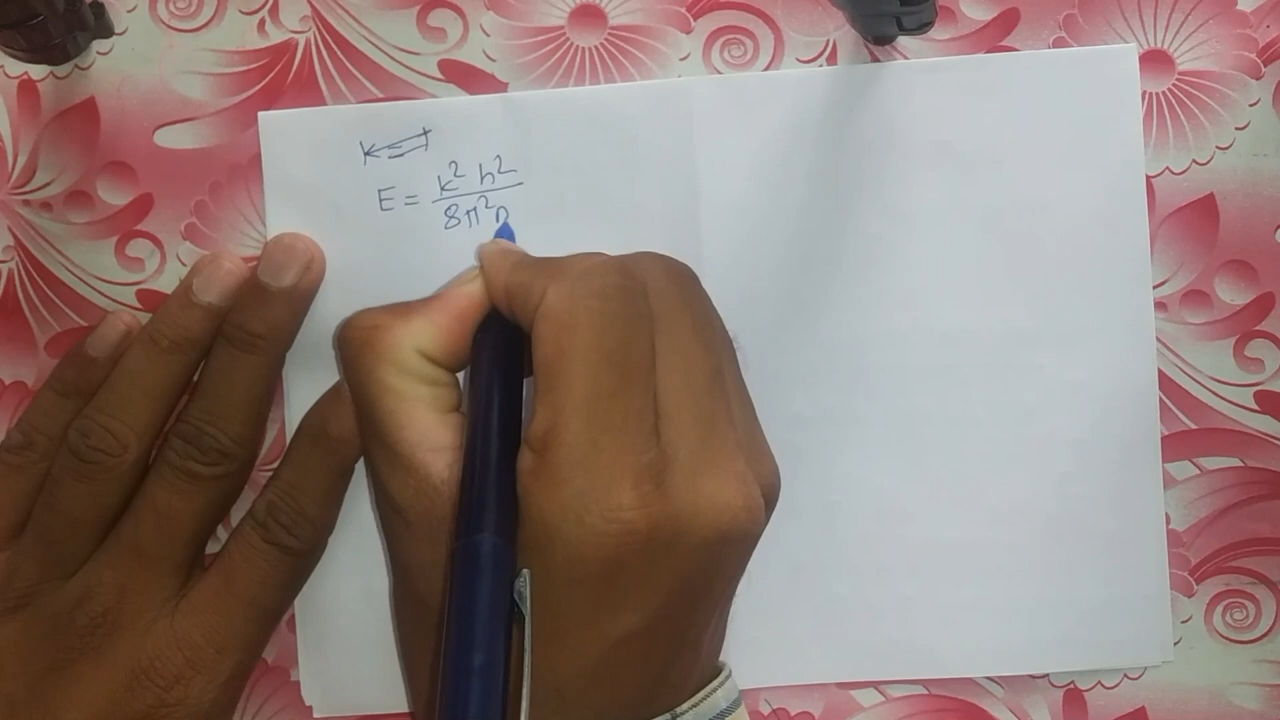 E = k² h² / 8π²